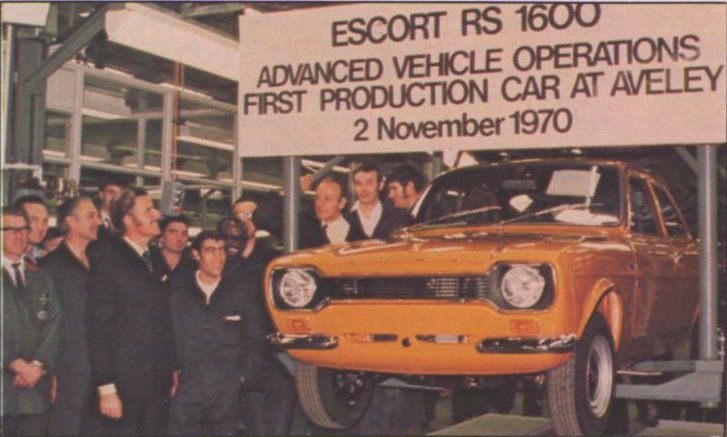 ESCORT RS 1600
ADVANCED VEHICLE OPERATIONS
FIRST PRODUCTION CAR AT AVELEY
2 November 1970